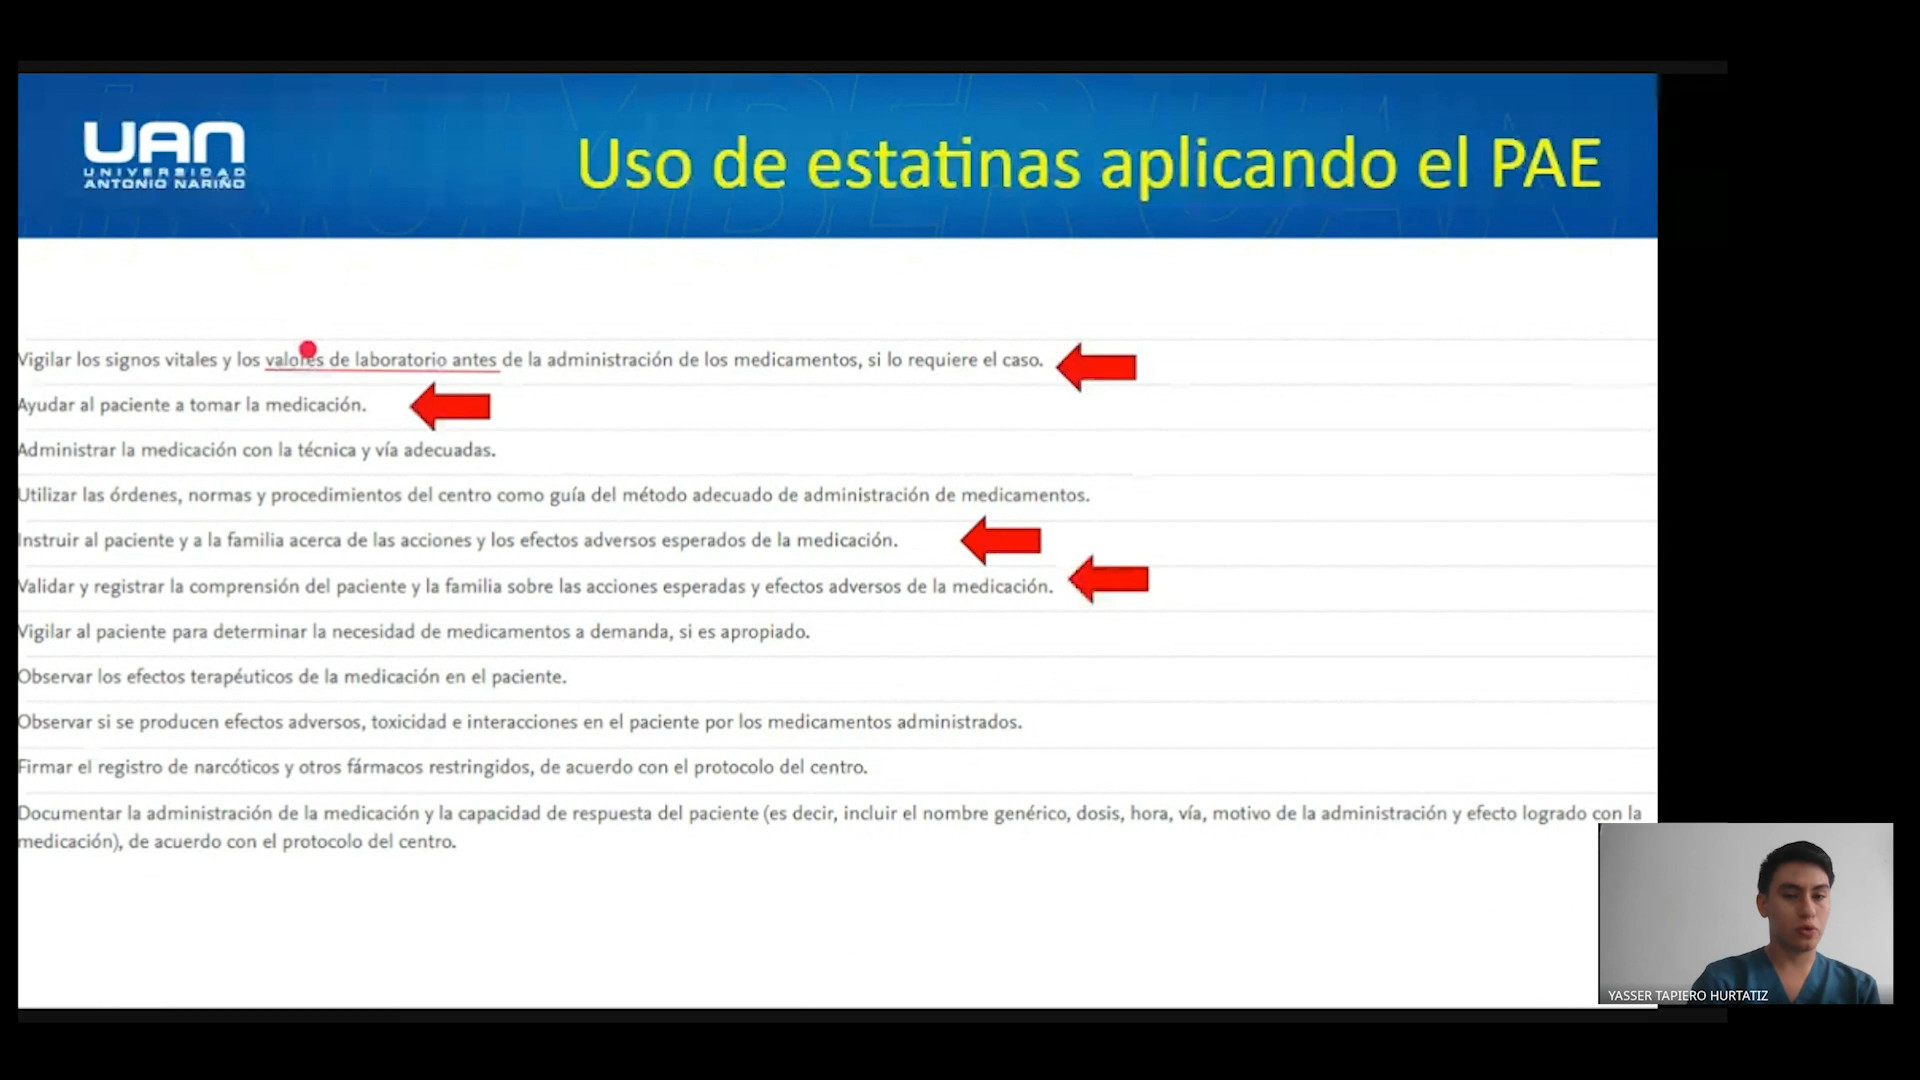 UAN
UNIVERSIDAD
ANTONIO NARIÑO
Uso de estatinas aplicando el PAE
Vigilar los signos vitales y los valores de laboratorio antes de la administración de los medicamentos, si lo requiere el caso.
Ayudar al paciente a tomar la medicación.
Administrar la medicación con la técnica y vía adecuadas.
Utilizar las órdenes, normas y procedimientos del centro como guía del método adecuado de administración de medicamentos.
Instruir al paciente y a la familia acerca de las acciones y los efectos adversos esperados de la medicación.
Validar y registrar la comprensión del paciente y la familia sobre las acciones esperadas y efectos adversos de la medicación.
Vigilar al paciente para determinar la necesidad de medicamentos a demanda, si es apropiado.
Observar los efectos terapéuticos de la medicación en el paciente.
Observar si se producen efectos adversos, toxicidad e interacciones en el paciente por los medicamentos administrados.
Firmar el registro de narcóticos y otros fármacos restringidos, de acuerdo con el protocolo del centro.
Documentar la administración de la medicación y la capacidad de respuesta del paciente (es decir, incluir el nombre genérico, dosis, hora, vía, motivo de la administración y efecto logrado con la
medicación), de acuerdo con el protocolo del centro.
YASSER TAPIERO HURTATIZ